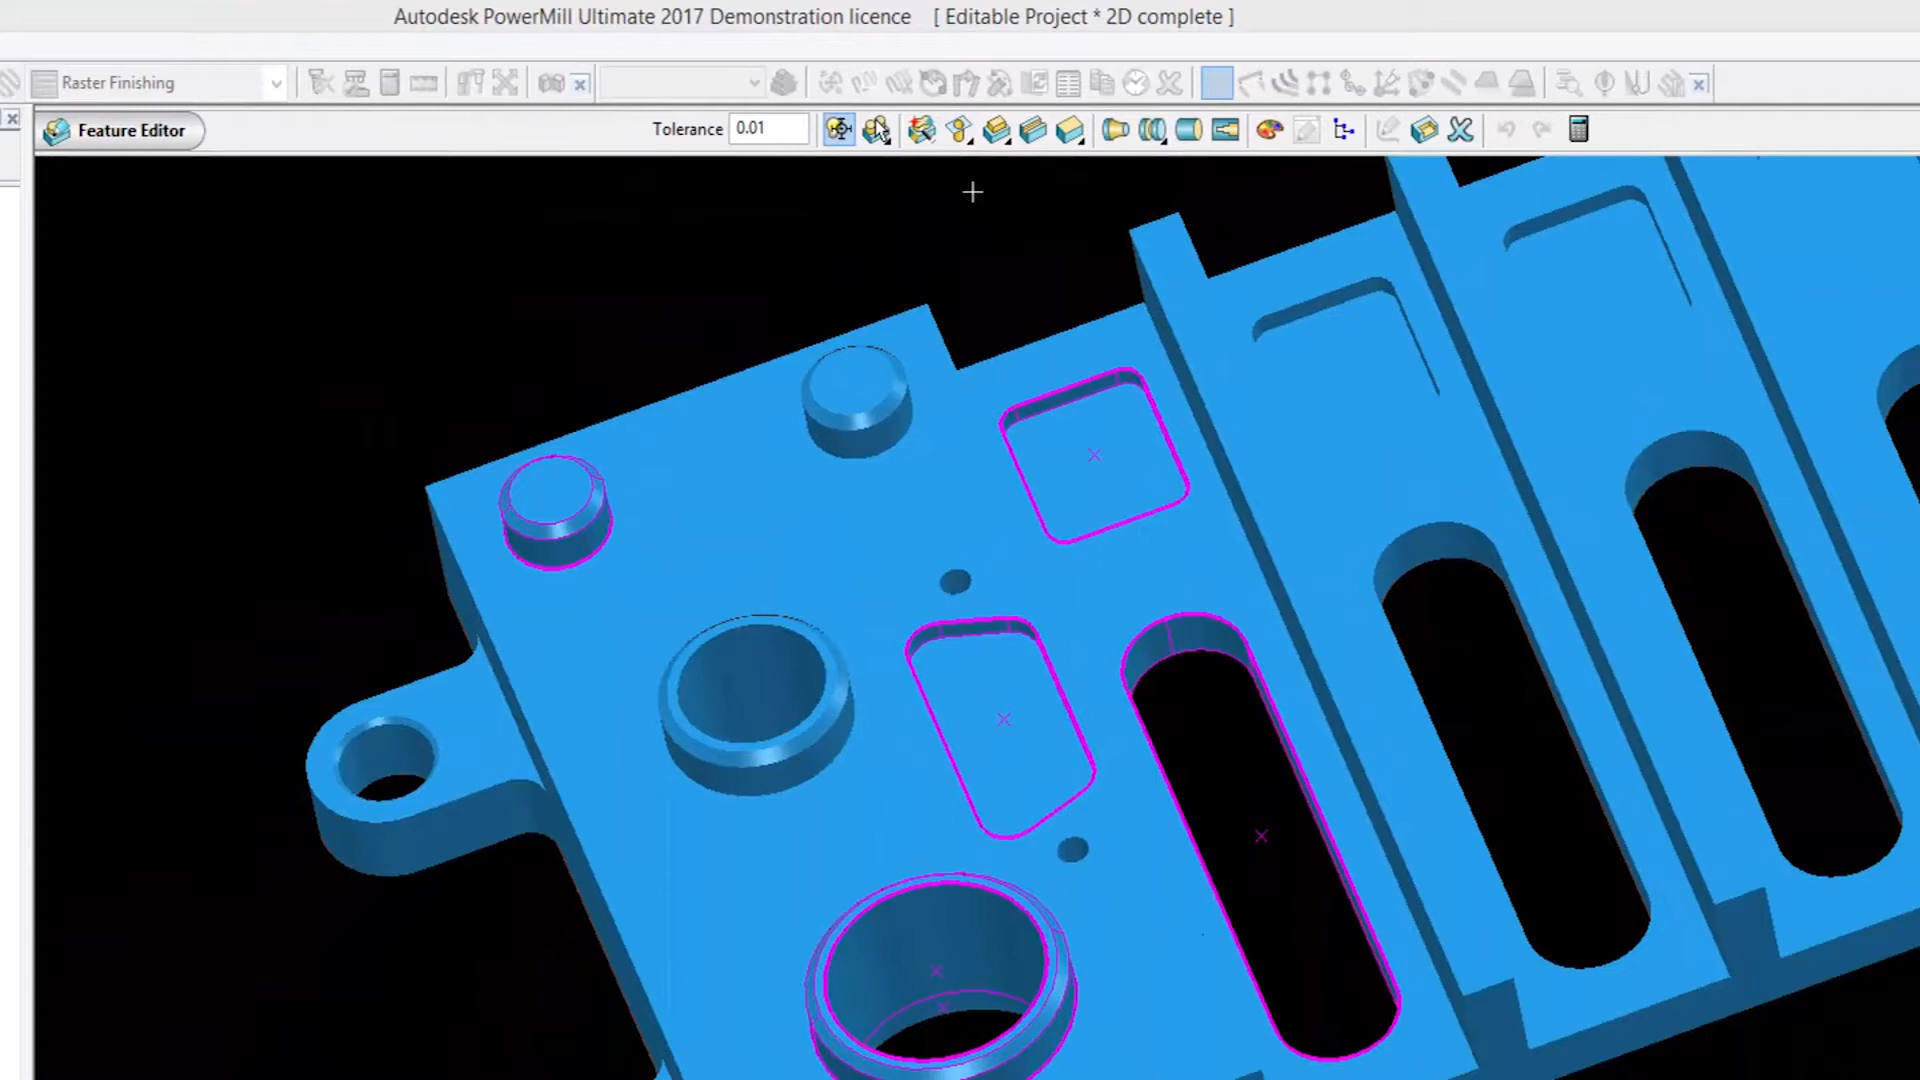 Autodesk PowerMill Ultimate 2017 Demonstration licence [ Editable Project * 2D complete ]
Raster Finishing
Feature Editor
Tolerance 0.01